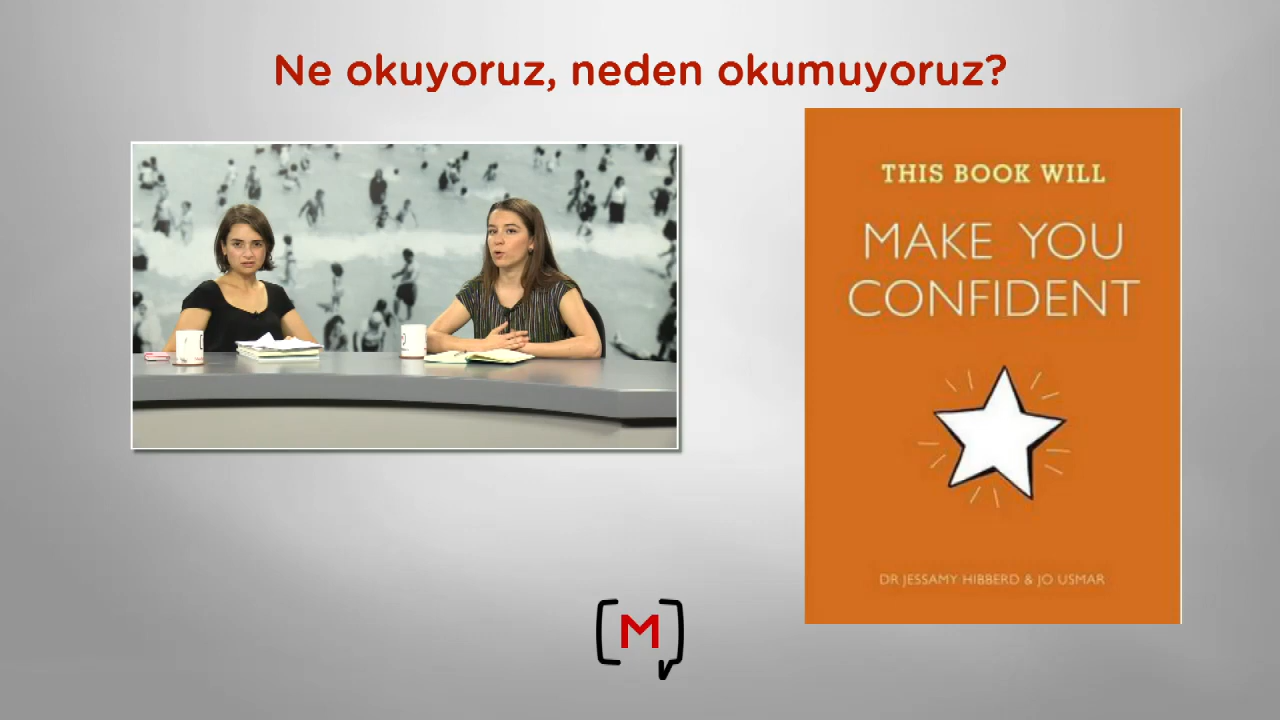 Ne okuyoruz, neden okumuyoruz?
THIS BOOK WILL
MAKE YOU
CONFIDENT
DR JESSAMY HIBBERD & JO USMAR
[M]